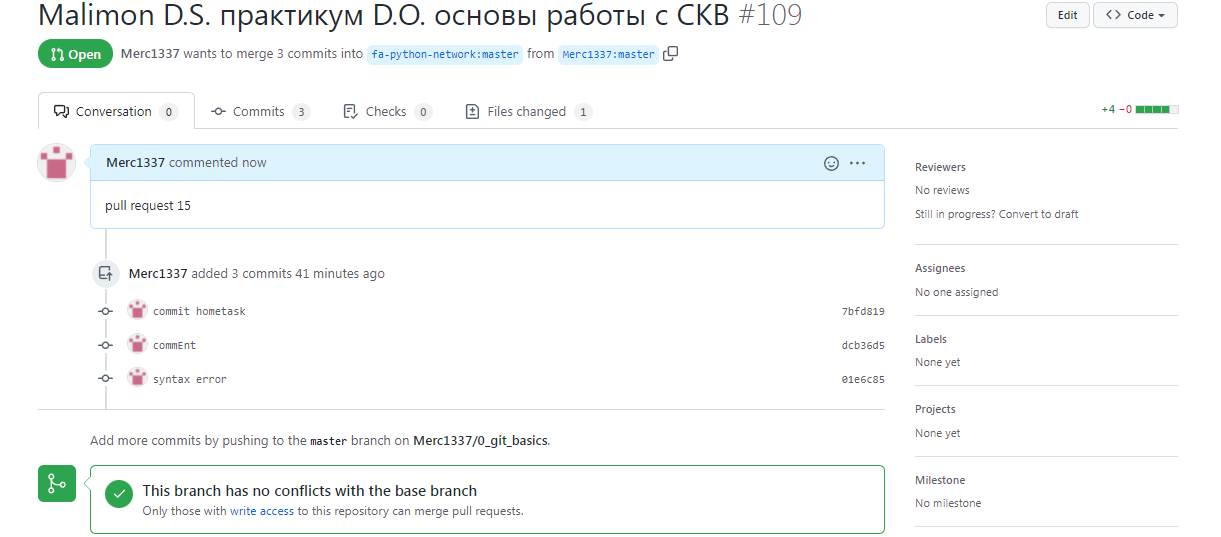 Malimon D.S. практикум D.O. основы работы с СКВ #109
Edit
<> Code
Open
Merc1337 wants to merge 3 commits into fa-python-network:master from Merc1337:master
Conversation 0
Commits 3
Checks 0
Files changed 1
+4 −0
Merc1337 commented now
pull request 15
Merc1337 added 3 commits 41 minutes ago
commit hometask 7bfd819
commEnt dcb36d5
syntax error 01e6c85
Add more commits by pushing to the master branch on Merc1337/0_git_basics.
This branch has no conflicts with the base branch
Only those with write access to this repository can merge pull requests.
Reviewers
No reviews
Still in progress? Convert to draft
Assignees
No one assigned
Labels
None yet
Projects
None yet
Milestone
No milestone